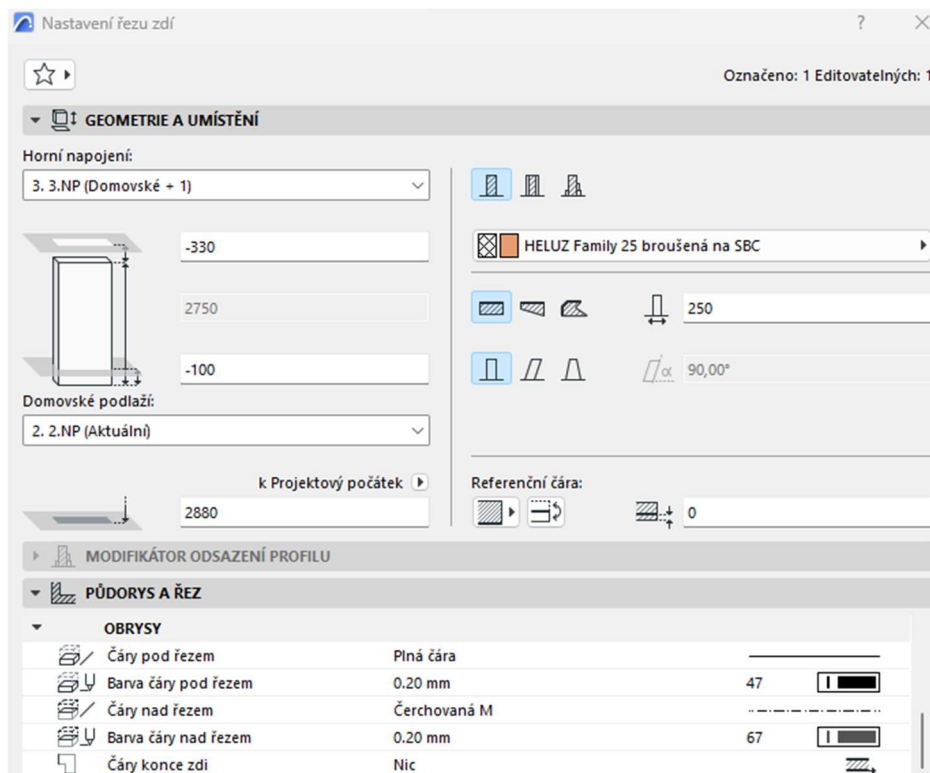 Nastavení řezu zdí
Označeno: 1 Editovatelných: 1
GEOMETRIE A UMÍSTĚNÍ
Horní napojení:
3. 3.NP (Domovské + 1)
-330
2750
-100
Domovské podlaží:
2. 2.NP (Aktuální)
k Projektový počátek
2880
HELUZ Family 25 broušená na SBC
250
α 90,00°
Referenční čára:
0
MODIFIKÁTOR ODSAZENÍ PROFILU
PŮDORYS A ŘEZ
OBRYSY
Čáry pod řezem Plná čára
Barva čáry pod řezem 0.20 mm 47
Čáry nad řezem Čerchovaná M
Barva čáry nad řezem 0.20 mm 67
Čáry konce zdi Nic